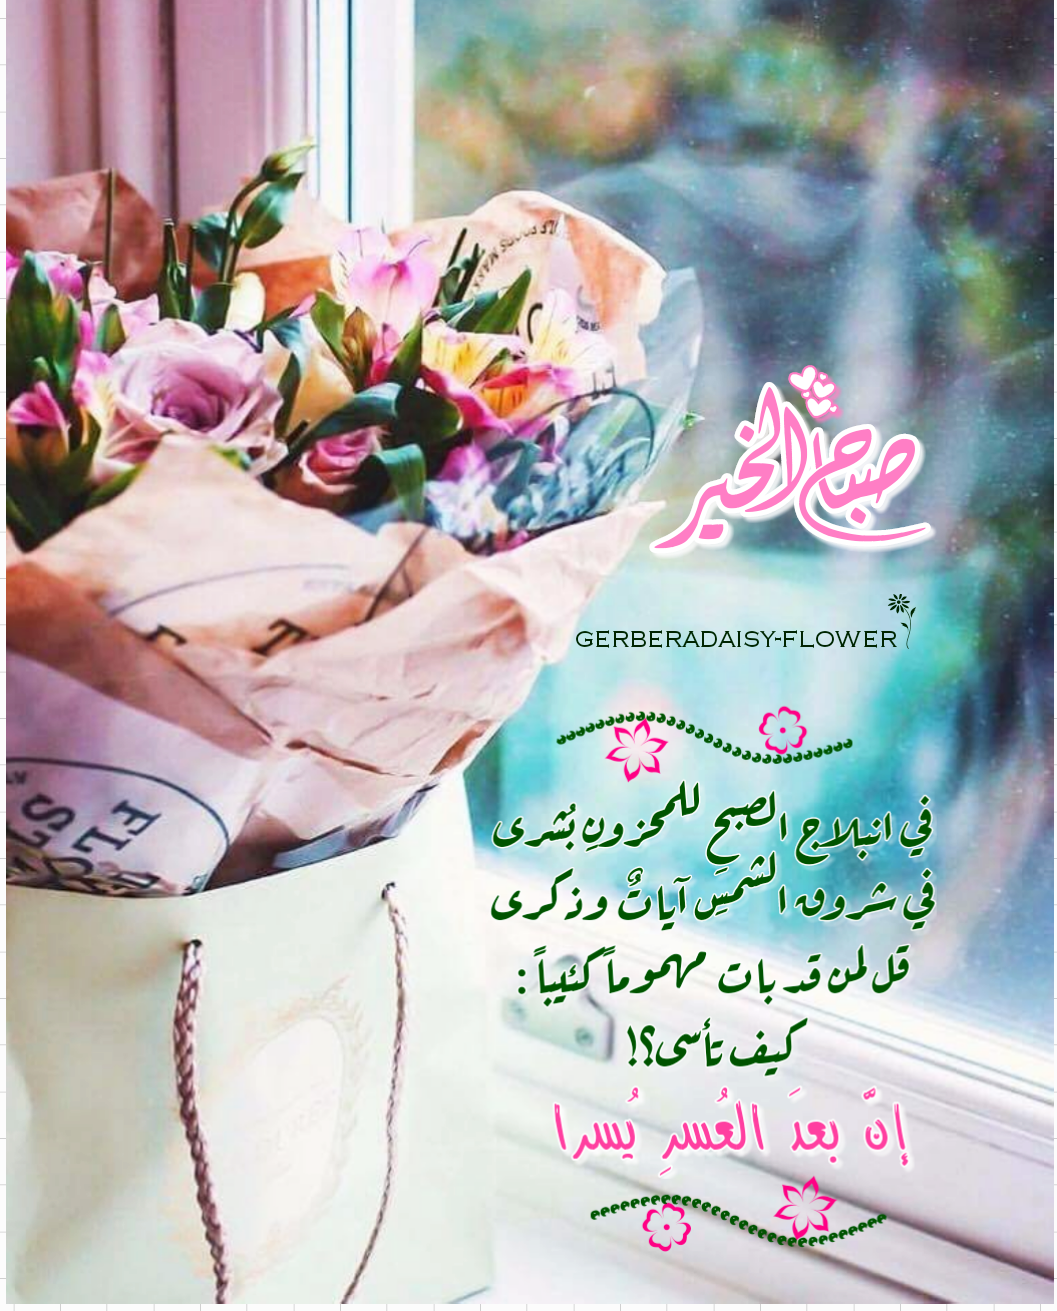 صباح الخير
GERBERADAISY-FLOWER
في انبلاج الصبحِ للمحزونِ بُشرى
في شروق الشمسِ آياتٌ وذكرى
قل لمن قد بات مهموماً كئيباً :
كيف تأسى؟!
إنَّ بعدَ العُسرِ يُسرا